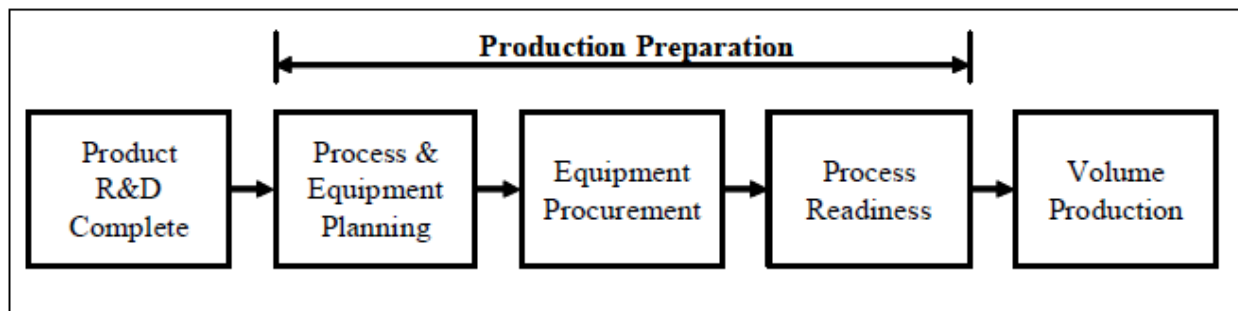 Production Preparation
Product
R&D
Complete
Process &
Equipment
Planning
Equipment
Procurement
Process
Readiness
Volume
Production